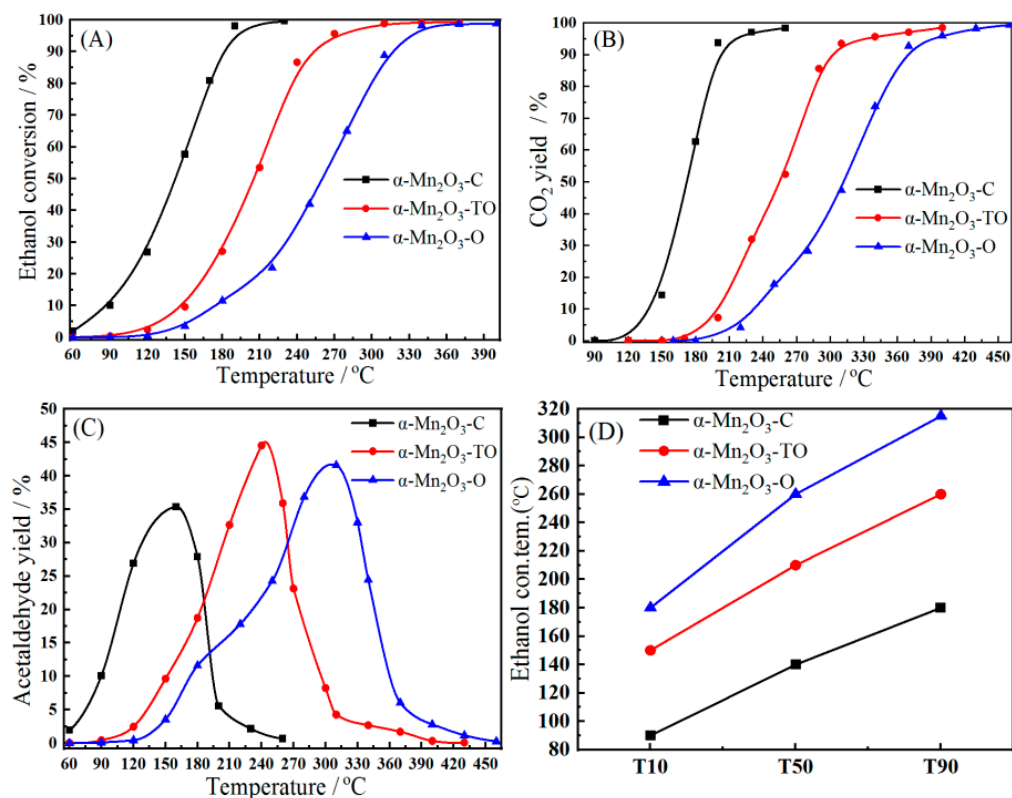 (A)
Ethanol conversion / %
100
90
80
70
60
50
40
30
20
10
0
α-Mn₂O₃-C
α-Mn₂O₃-TO
α-Mn₂O₃-O
60 90 120 150 180 210 240 270 300 330 360 390
Temperature / °C
(B)
CO₂ yield / %
100
90
80
70
60
50
40
30
20
10
0
α-Mn₂O₃-C
α-Mn₂O₃-TO
α-Mn₂O₃-O
90 120 150 180 210 240 270 300 330 360 390 420 450
Temperature / °C
(C)
Acetaldehyde yield / %
50
45
40
35
30
25
20
15
10
5
0
α-Mn₂O₃-C
α-Mn₂O₃-TO
α-Mn₂O₃-O
60 90 120 150 180 210 240 270 300 330 360 390 420 450
Temperature / °C
(D)
Ethanol con.tem.(°C)
320
300
280
260
240
220
200
180
160
140
120
100
80
α-Mn₂O₃-C
α-Mn₂O₃-TO
α-Mn₂O₃-O
T10 T50 T90